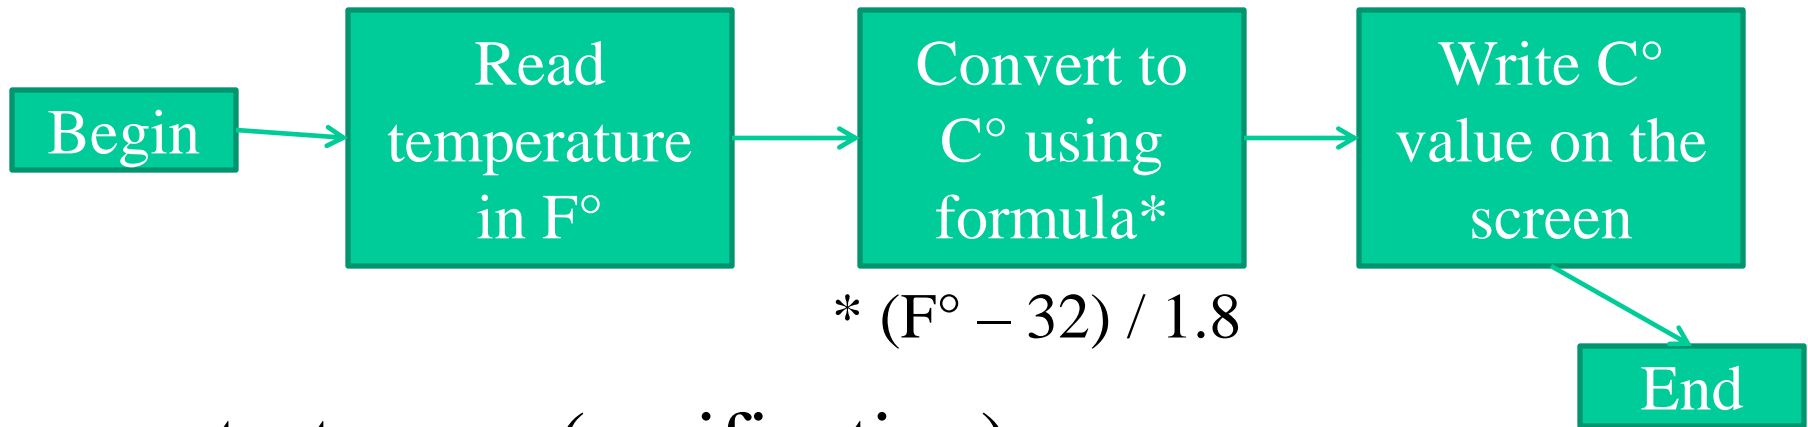 Begin
Read
temperature
in F°
Convert to
C° using
formula*
Write C°
value on the
screen
* (F° – 32) / 1.8
End